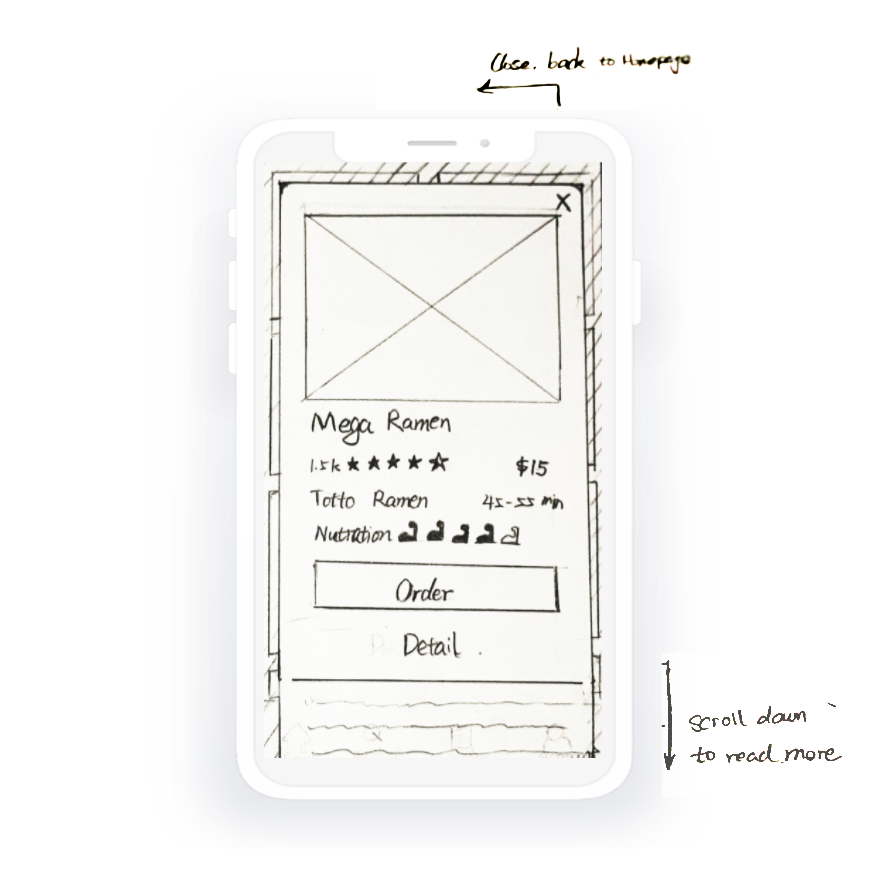 Close. back to Homepage
X
Mega Ramen
1.5k $15
Totto Ramen 45-55 min
Nutrition
Order
Detail .
scroll down
to read more